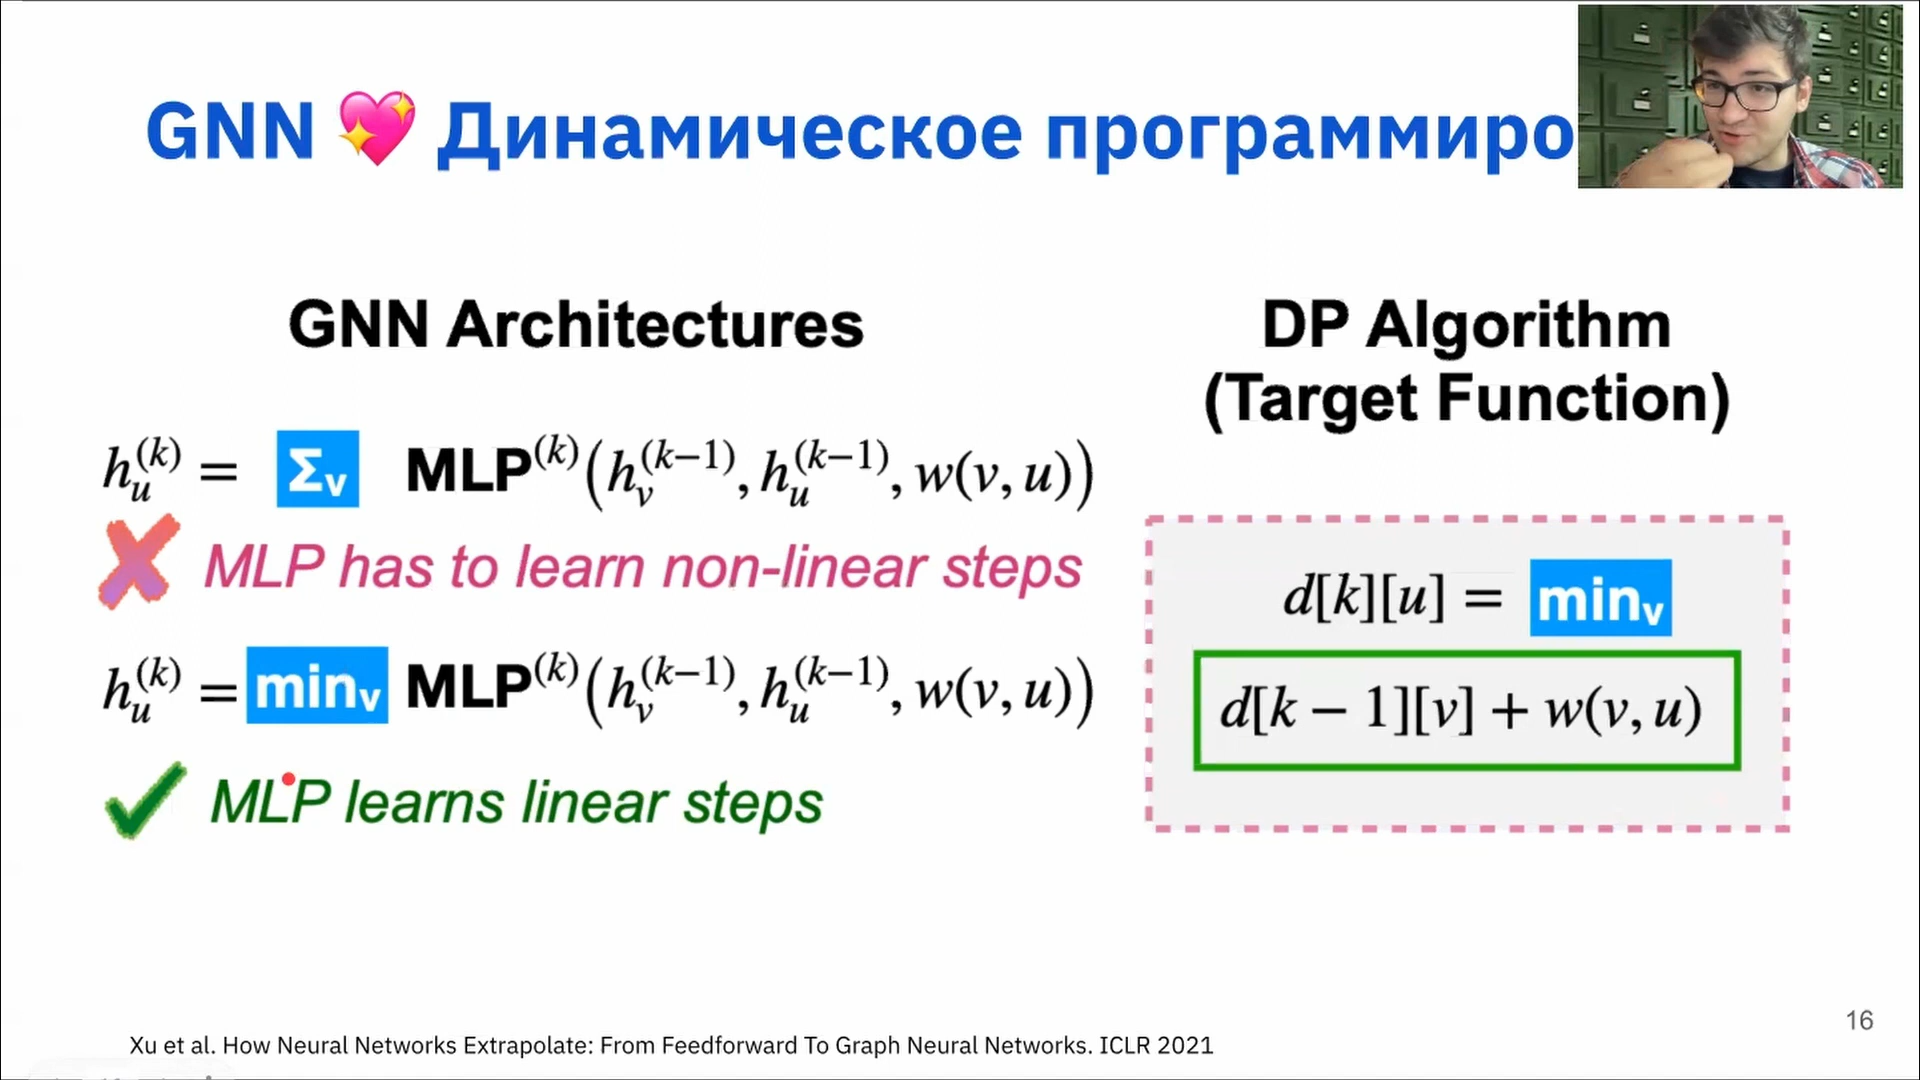 GNN 💖 Динамическое программиро
GNN Architectures
h_u^{(k)} = Σ_v MLP^{(k)}(h_v^{(k−1)}, h_u^{(k−1)}, w(v, u))
MLP has to learn non-linear steps
h_u^{(k)} = min_v MLP^{(k)}(h_v^{(k−1)}, h_u^{(k−1)}, w(v, u))
MLP learns linear steps
DP Algorithm
(Target Function)
d[k][u] = min_v
d[k − 1][v] + w(v, u)
Xu et al. How Neural Networks Extrapolate: From Feedforward To Graph Neural Networks. ICLR 2021
16